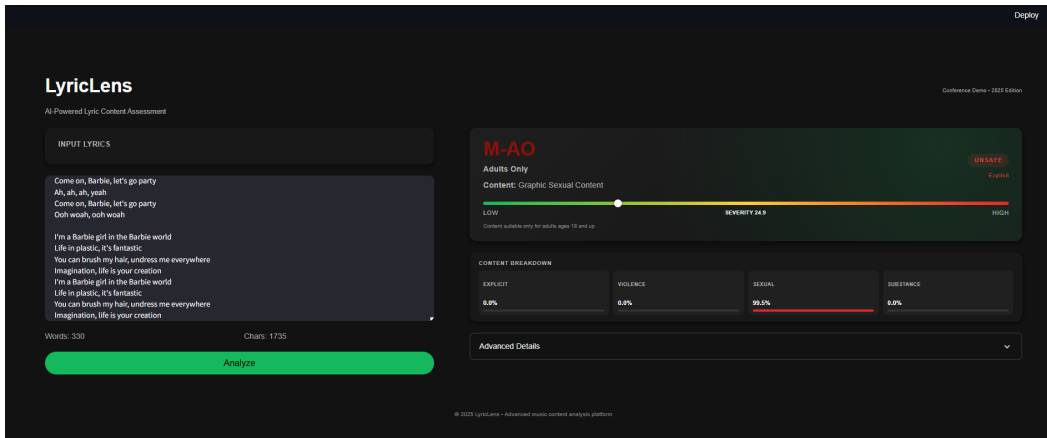 Deploy
LyricLens
AI-Powered Lyric Content Assessment
Conference Demo • 2025 Edition
INPUT LYRICS
Come on, Barbie, let's go party
Ah, ah, ah, yeah
Come on, Barbie, let's go party
Ooh woah, ooh woah
I'm a Barbie girl in the Barbie world
Life in plastic, it's fantastic
You can brush my hair, undress me everywhere
Imagination, life is your creation
I'm a Barbie girl in the Barbie world
Life in plastic, it's fantastic
You can brush my hair, undress me everywhere
Imagination, life is your creation
Words: 330
Chars: 1735
Analyze
M-AO
Adults Only
Content: Graphic Sexual Content
UNSAFE
Explicit
LOW
SEVERITY 24.9
HIGH
Content suitable only for adults ages 18 and up
CONTENT BREAKDOWN
EXPLICIT
0.0%
VIOLENCE
0.0%
SEXUAL
99.5%
SUBSTANCE
0.0%
Advanced Details
© 2025 LyricLens • Advanced music content analysis platform